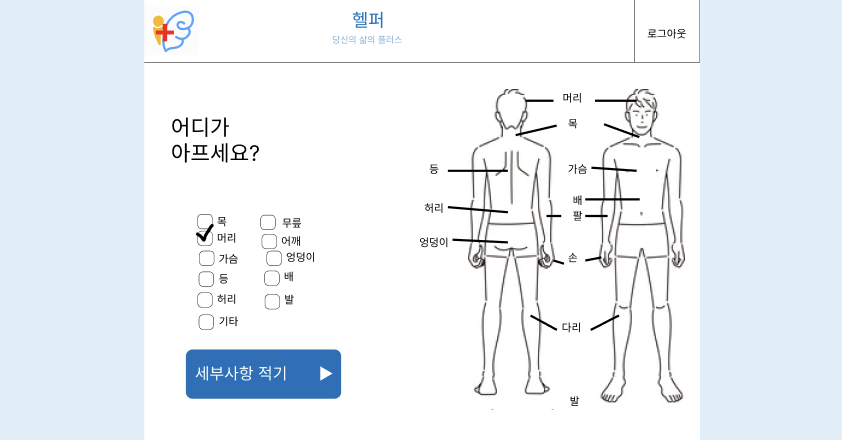 헬퍼
당신의 삶의 플러스
로그아웃
어디가
아프세요?
목
머리
가슴
등
허리
기타
무릎
어깨
엉덩이
배
발
세부사항 적기
머리
목
등
가슴
배
허리
팔
엉덩이
손
다리
발